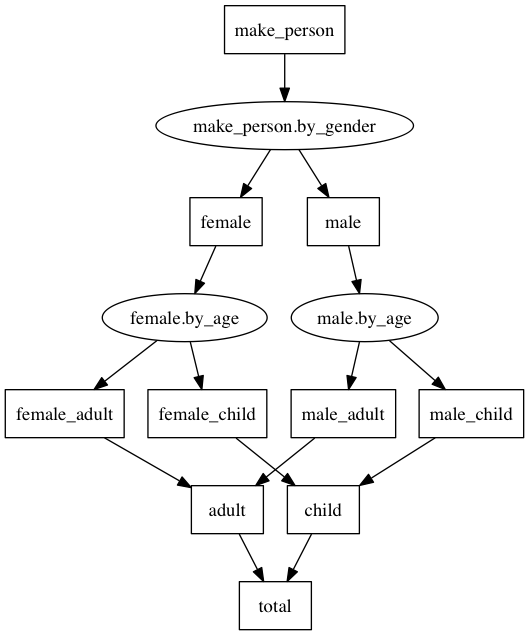 make_person
make_person.by_gender
female
male
female.by_age
male.by_age
female_adult
female_child
male_adult
male_child
adult
child
total